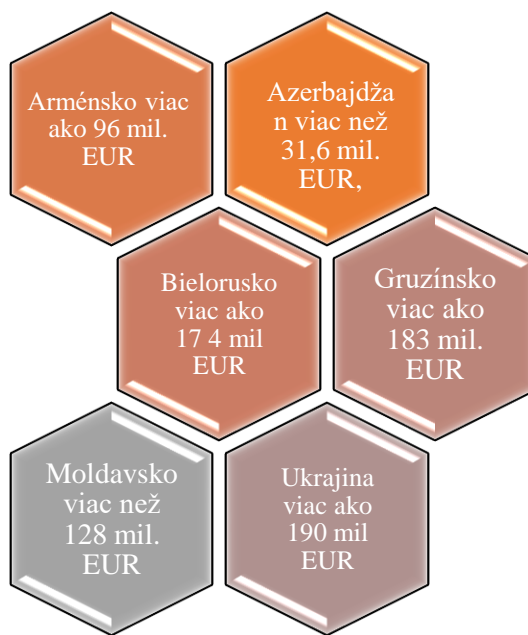 Arménsko viac
ako 96 mil.
EUR
Azerbajdža
n viac než
31,6 mil.
EUR,
Bielorusko
viac ako
17 4 mil
EUR
Gruzínsko
viac ako
183 mil.
EUR
Moldavsko
viac než
128 mil.
EUR
Ukrajina
viac ako
190 mil
EUR